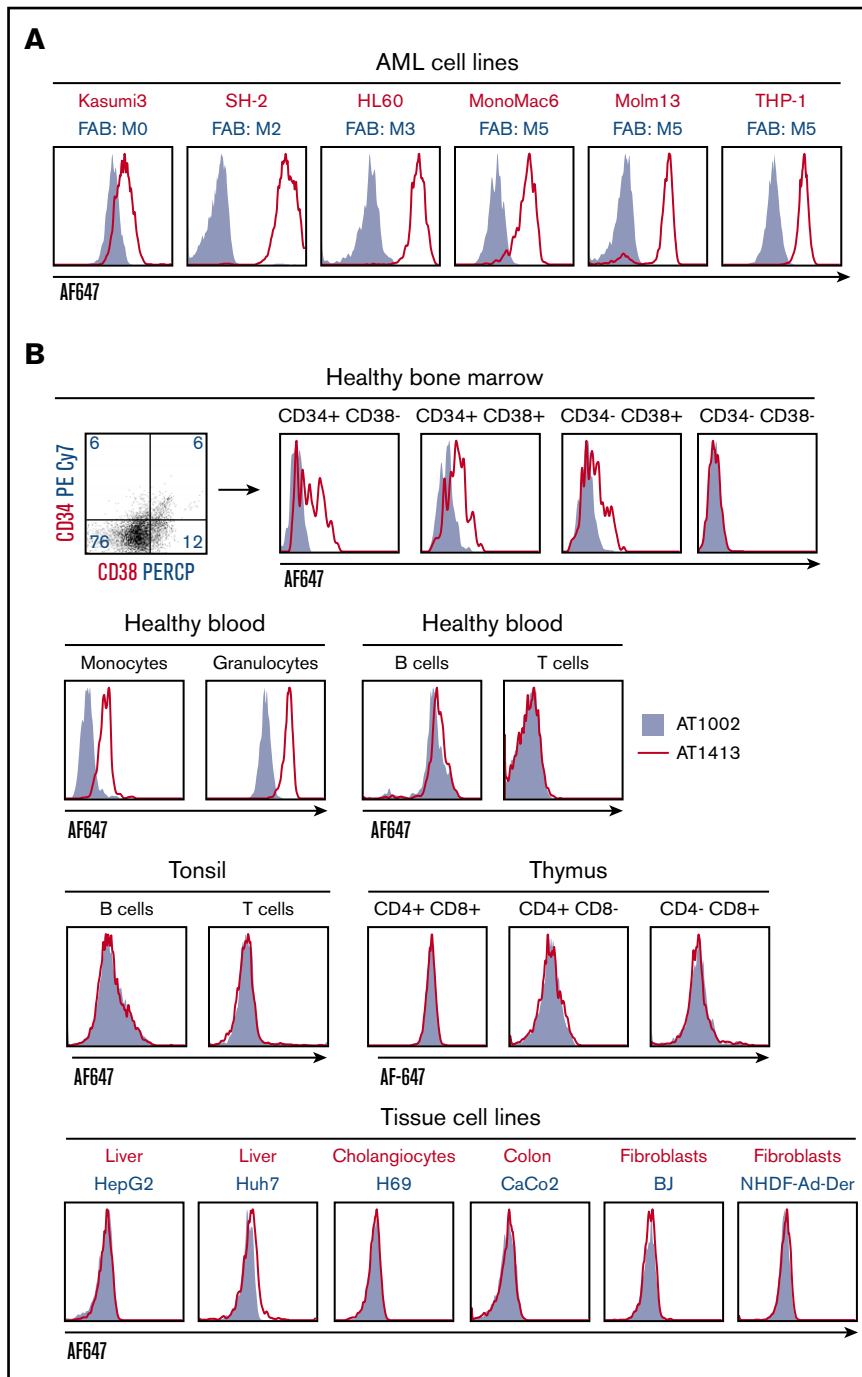 A
AML cell lines
Kasumi3 SH-2 HL60 MonoMac6 Molm13 THP-1
FAB: M0 FAB: M2 FAB: M3 FAB: M5 FAB: M5 FAB: M5
AF647
B
Healthy bone marrow
CD34+ CD38- CD34+ CD38+ CD34- CD38+ CD34- CD38-
6 6
CD34 PE Cy7
76 12
CD38 PERCP
AF647
Healthy blood Healthy blood
Monocytes Granulocytes B cells T cells
AT1002
AT1413
AF647 AF647
Tonsil Thymus
B cells T cells CD4+ CD8+ CD4+ CD8- CD4- CD8+
AF647 AF-647
Tissue cell lines
Liver Liver Cholangiocytes Colon Fibroblasts Fibroblasts
HepG2 Huh7 H69 CaCo2 BJ NHDF-Ad-Der
AF647